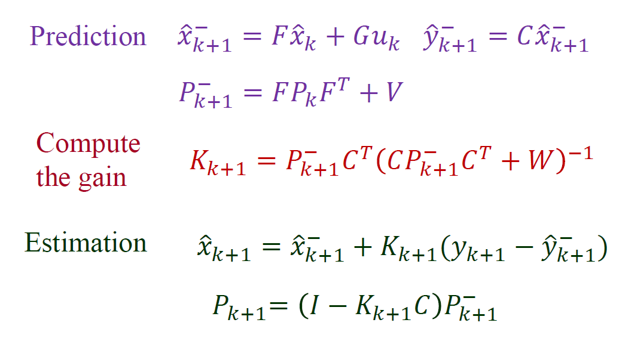 Prediction x̂⁻ₖ₊₁ = Fx̂ₖ + Guₖ ŷ⁻ₖ₊₁ = Cx̂⁻ₖ₊₁
P⁻ₖ₊₁ = FPₖFᵀ + V
Compute
the gain
Kₖ₊₁ = P⁻ₖ₊₁Cᵀ(CP⁻ₖ₊₁Cᵀ + W)⁻¹
Estimation x̂ₖ₊₁ = x̂⁻ₖ₊₁ + Kₖ₊₁(yₖ₊₁ − ŷ⁻ₖ₊₁)
Pₖ₊₁= (I − Kₖ₊₁C)P⁻ₖ₊₁